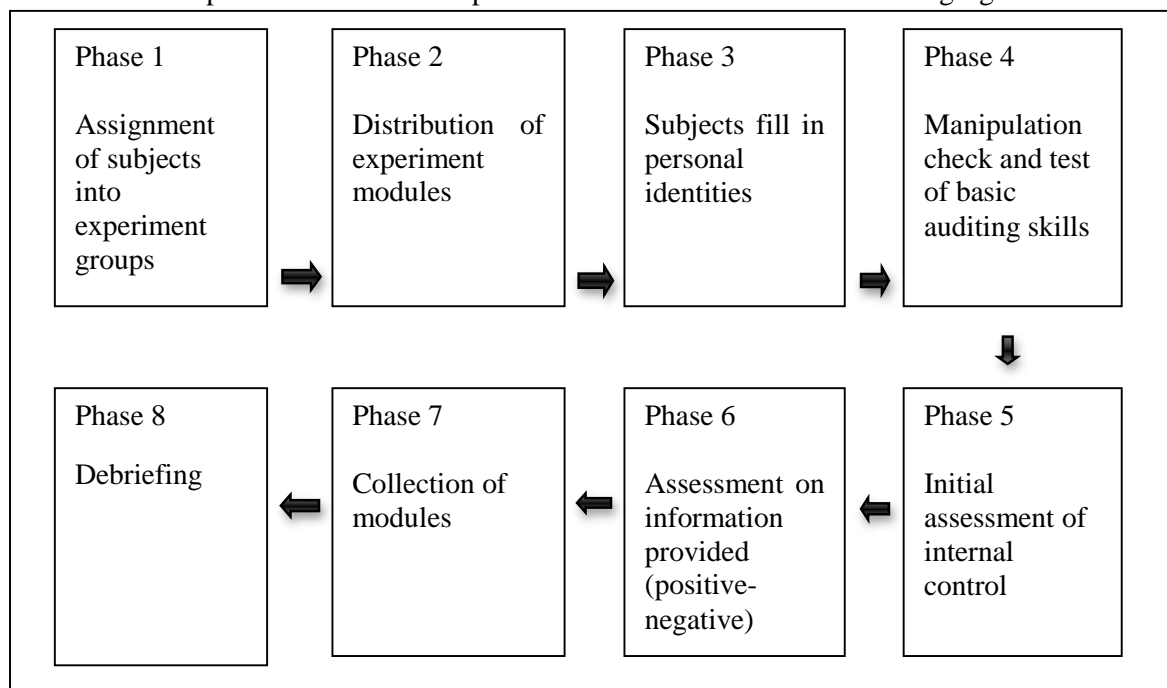 Phase 1
Assignment
of subjects
into
experiment
groups
Phase 2
Distribution of
experiment
modules
Phase 3
Subjects fill in
personal
identities
Phase 4
Manipulation
check and test
of basic
auditing skills
Phase 5
Initial
assessment of
internal
control
Phase 6
Assessment on
information
provided
(positive-
negative)
Phase 7
Collection of
modules
Phase 8
Debriefing